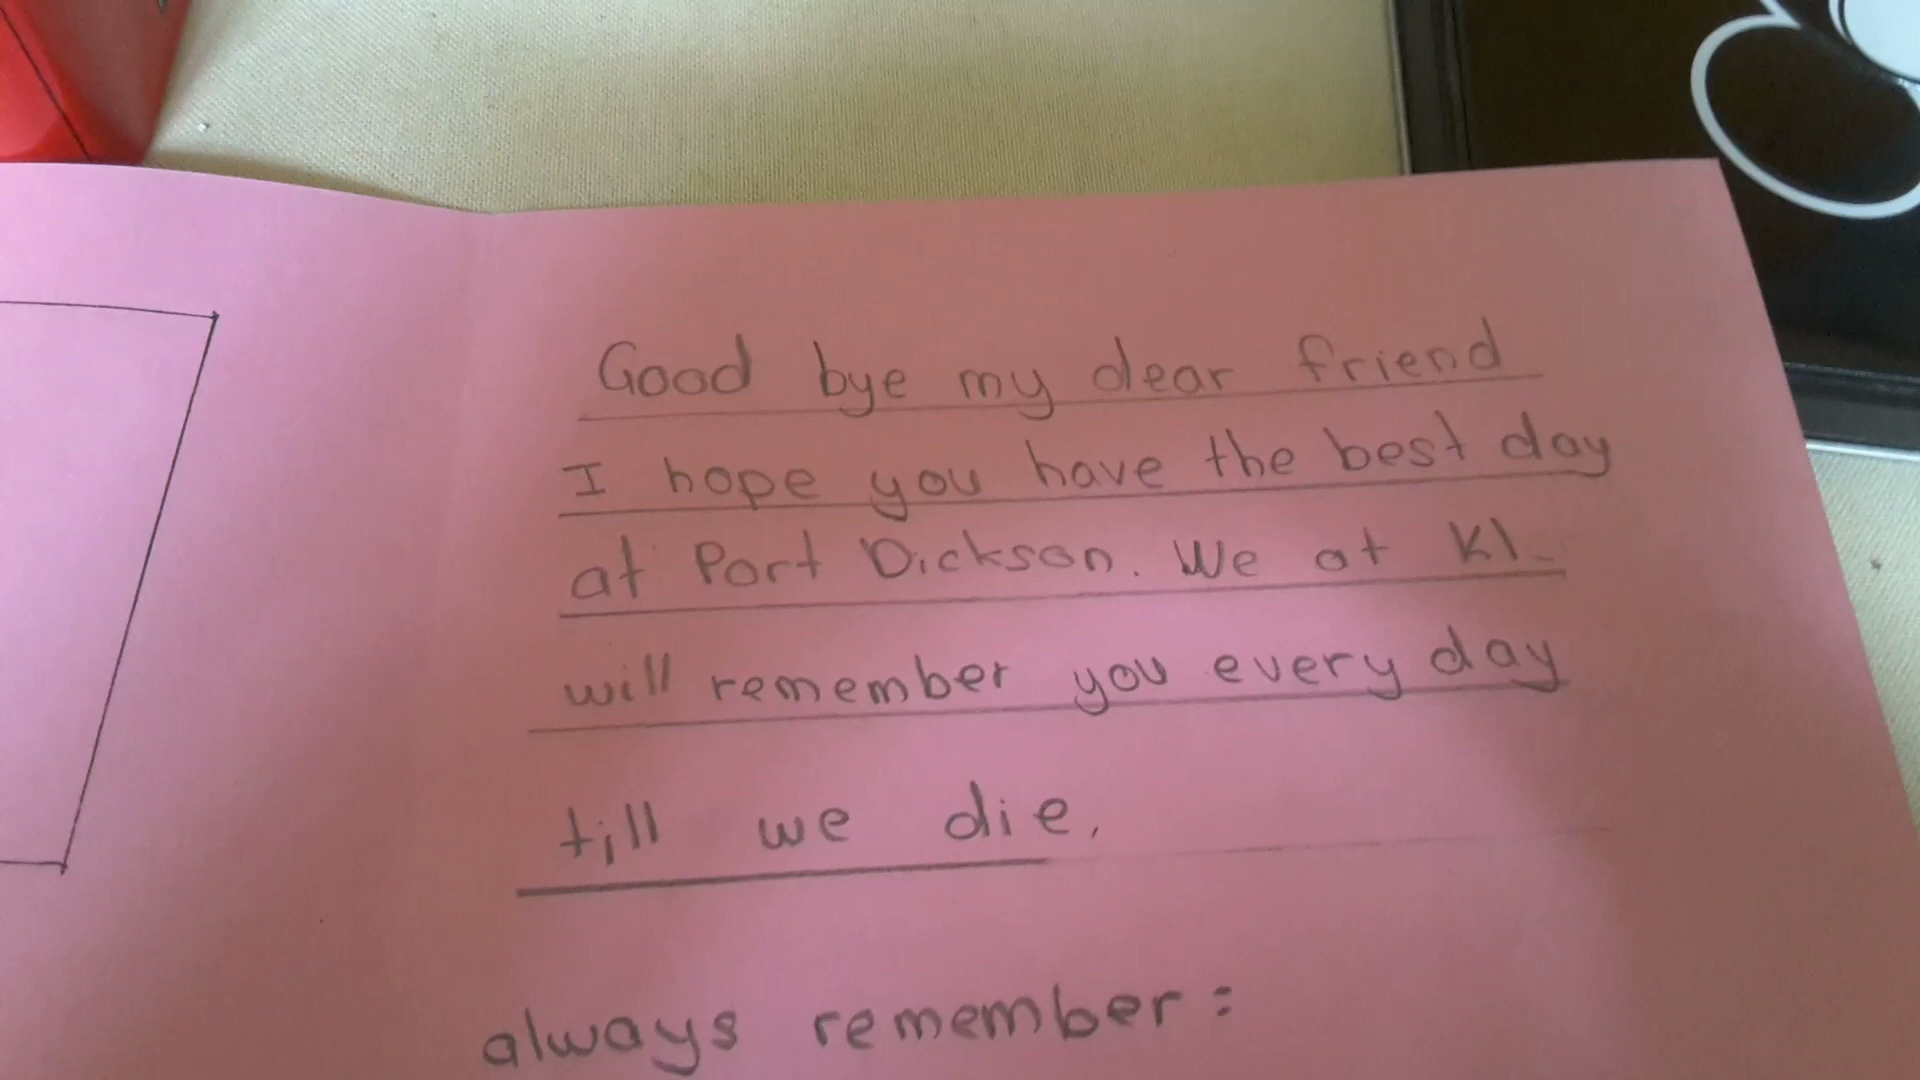 Good bye my dear friend
I hope you have the best day
at Port Dickson. We at Kl.
will remember you every day
till we die.
always remember: